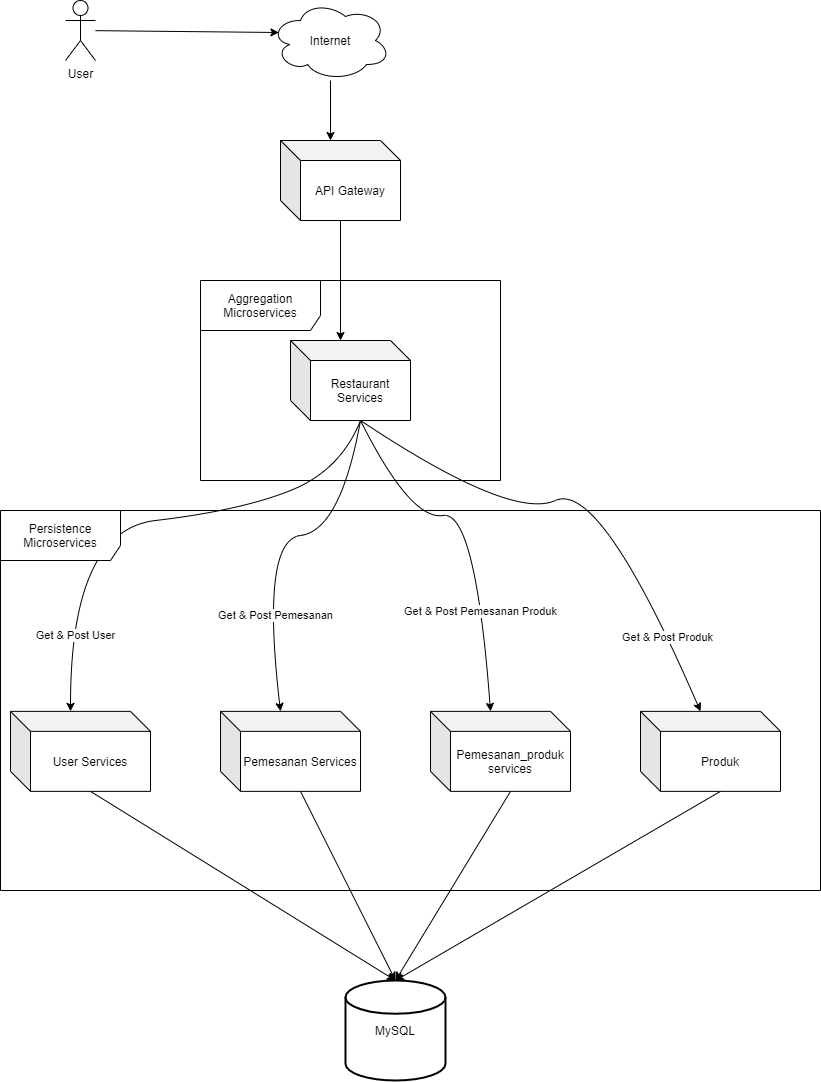 User
Internet
API Gateway
Aggregation
Microservices
Restaurant
Services
Persistence
Microservices
Get & Post User
Get & Post Pemesanan
Get & Post Pemesanan Produk
Get & Post Produk
User Services
Pemesanan Services
Pemesanan_produk
services
Produk
MySQL